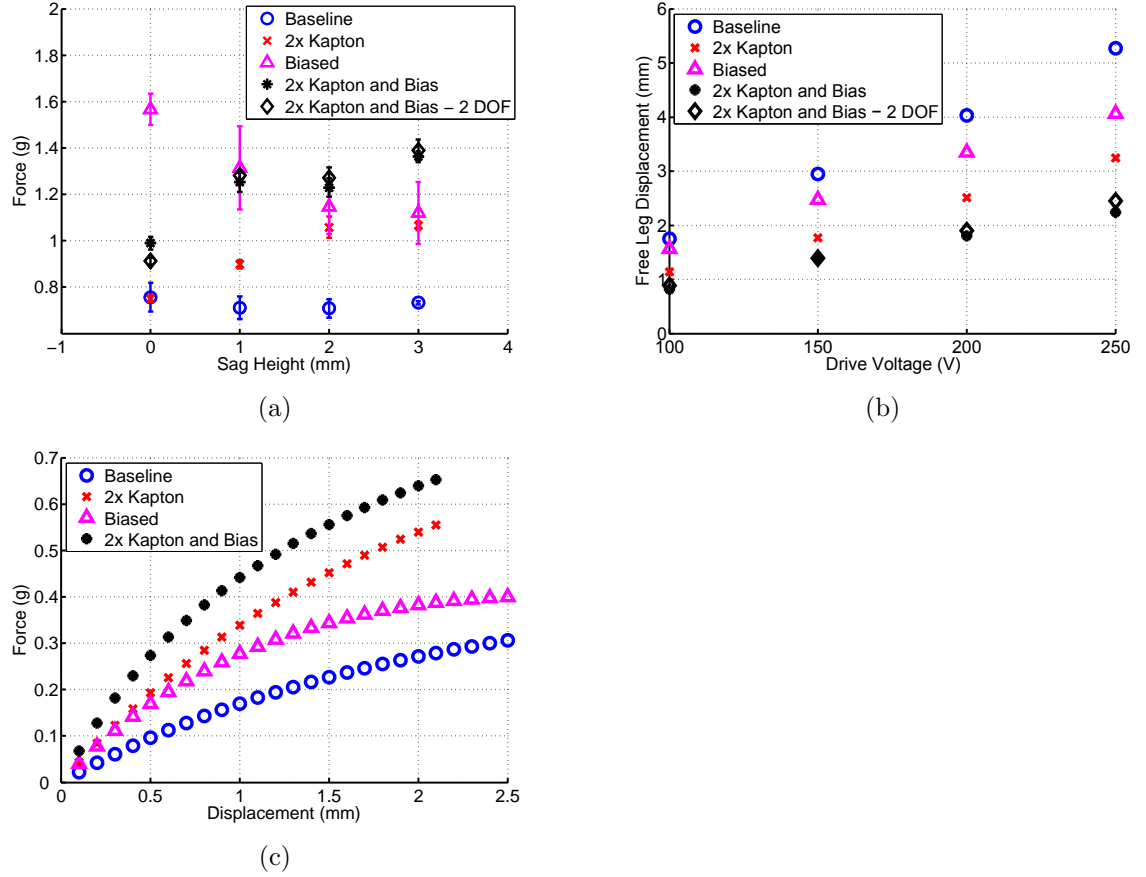 2
1.8
1.6
1.4
1.2
1
0.8
−1
0
1
2
3
4
Force (g)
Sag Height (mm)
Baseline
2x Kapton
Biased
2x Kapton and Bias
2x Kapton and Bias − 2 DOF
(a)
6
5
4
3
2
1
0
100
150
200
250
Free Leg Displacement (mm)
Drive Voltage (V)
Baseline
2x Kapton
Biased
2x Kapton and Bias
2x Kapton and Bias − 2 DOF
(b)
0.7
0.6
0.5
0.4
0.3
0.2
0.1
0
0
0.5
1
1.5
2
2.5
Force (g)
Displacement (mm)
Baseline
2x Kapton
Biased
2x Kapton and Bias
(c)